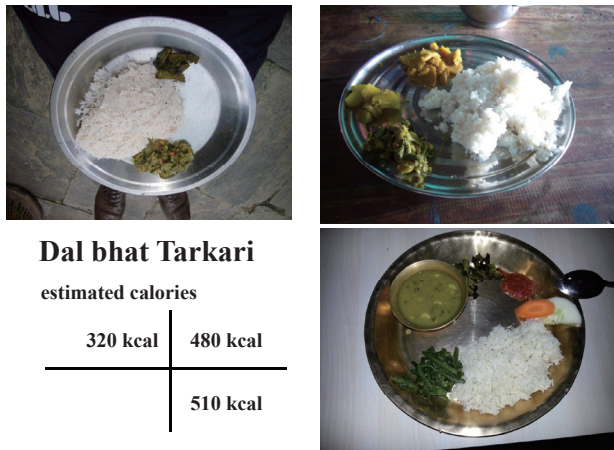 Dal bhat Tarkari
estimated calories
320 kcal 480 kcal
510 kcal